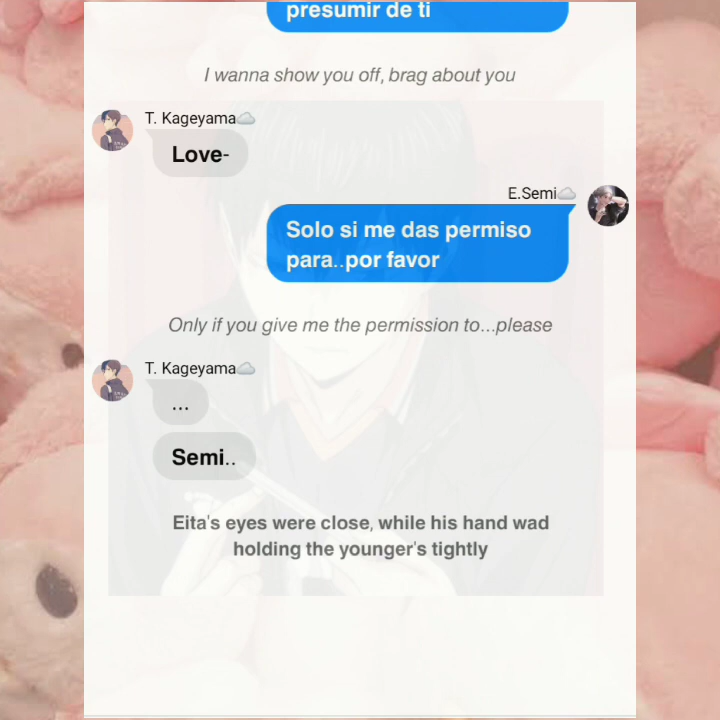 presumir de ti
I wanna show you off, brag about you
T. Kageyama☁️
Love-
E.Semi☁️
Solo si me das permiso
para..por favor
Only if you give me the permission to...please
T. Kageyama☁️
...
Semi..
Eita's eyes were close, while his hand wad
holding the younger's tightly